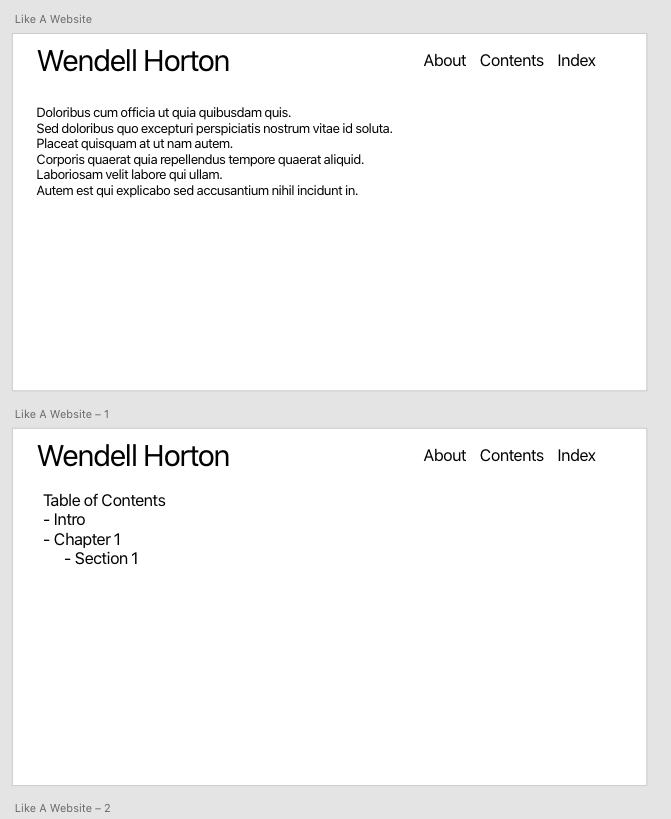 Like A Website
Wendell Horton
About Contents Index
Doloribus cum officia ut quia quibusdam quis.
Sed doloribus quo excepturi perspiciatis nostrum vitae id soluta.
Placeat quisquam at ut nam autem.
Corporis quaerat quia repellendus tempore quaerat aliquid.
Laboriosam velit labore qui ullam.
Autem est qui explicabo sed accusantium nihil incidunt in.
Like A Website – 1
Wendell Horton
About Contents Index
Table of Contents
- Intro
- Chapter 1
- Section 1
Like A Website – 2